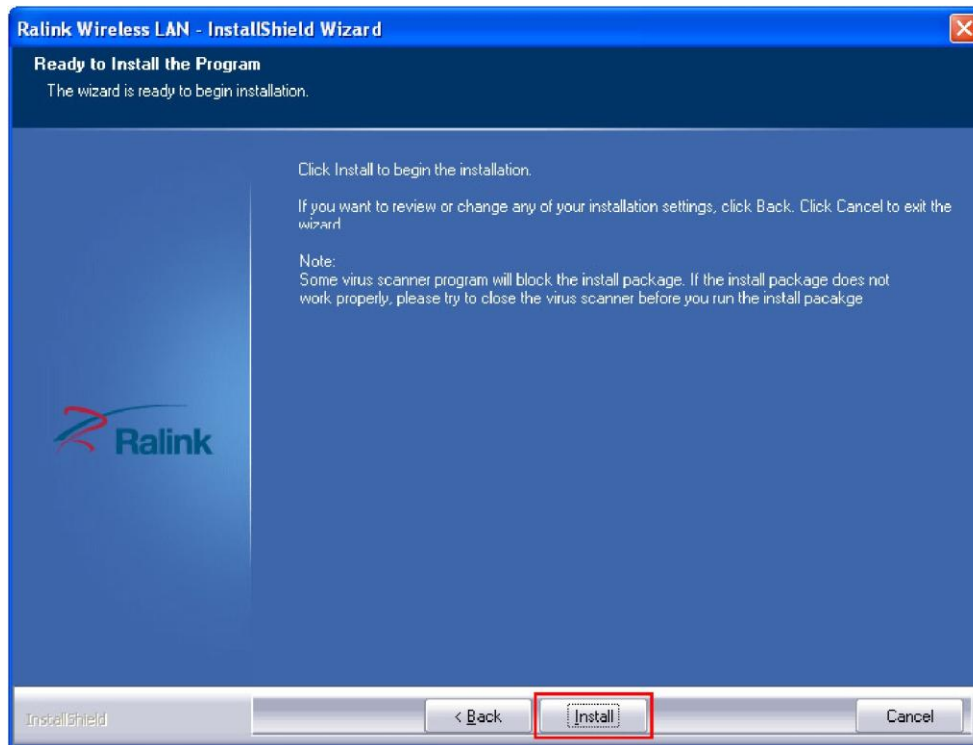 Ralink Wireless LAN - InstallShield Wizard
Ready to Install the Program
The wizard is ready to begin installation.
Click Install to begin the installation.
If you want to review or change any of your installation settings, click Back. Click Cancel to exit the
wizard
Note:
Some virus scanner program will block the install package. If the install package does not
work properly, please try to close the virus scanner before you run the install pacakge
Ralink
InstallShield
< Back
Install
Cancel